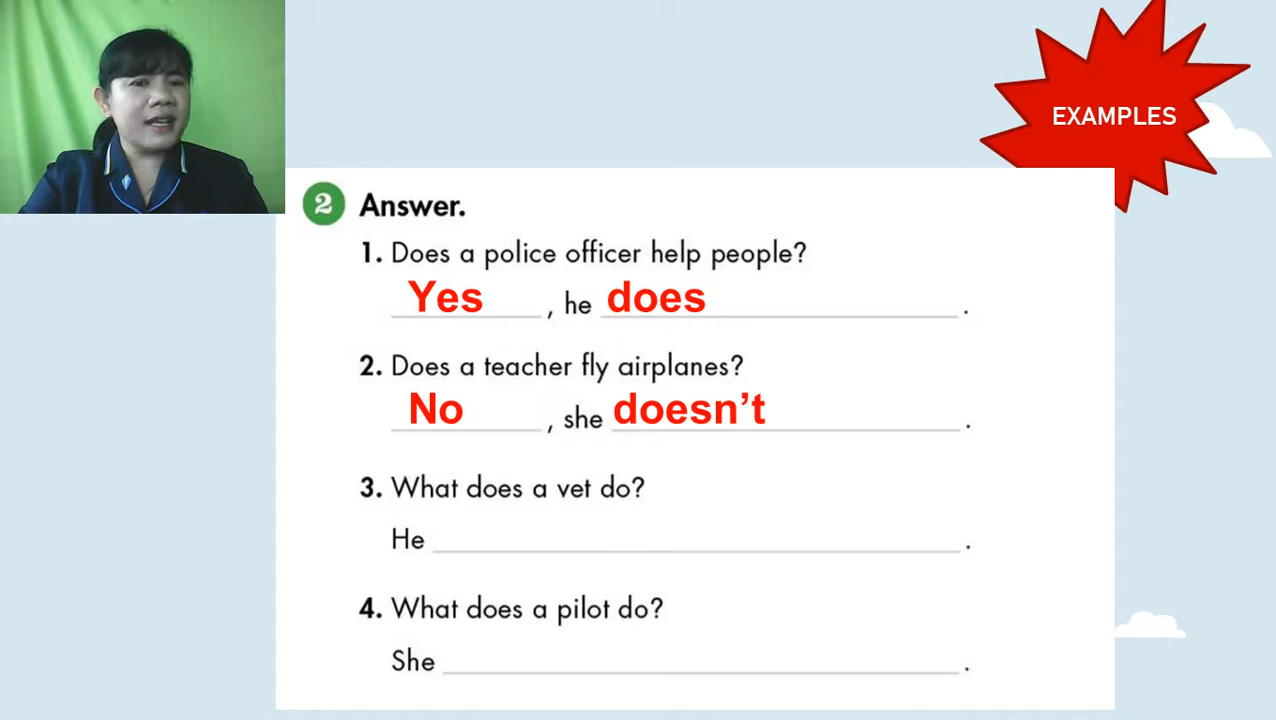 EXAMPLES
2 Answer.
1. Does a police officer help people?
Yes , he does .
2. Does a teacher fly airplanes?
No , she doesn’t .
3. What does a vet do?
He .
4. What does a pilot do?
She .